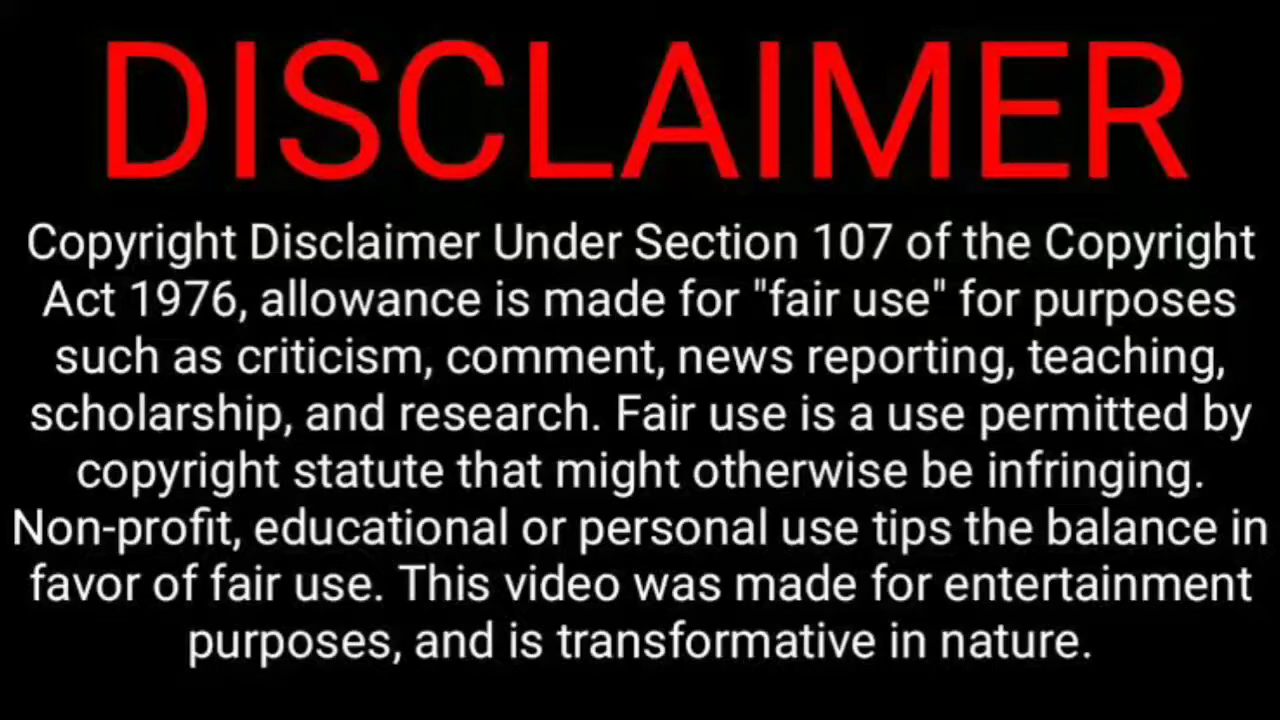 DISCLAIMER
Copyright Disclaimer Under Section 107 of the Copyright
Act 1976, allowance is made for "fair use" for purposes
such as criticism, comment, news reporting, teaching,
scholarship, and research. Fair use is a use permitted by
copyright statute that might otherwise be infringing.
Non-profit, educational or personal use tips the balance in
favor of fair use. This video was made for entertainment
purposes, and is transformative in nature.